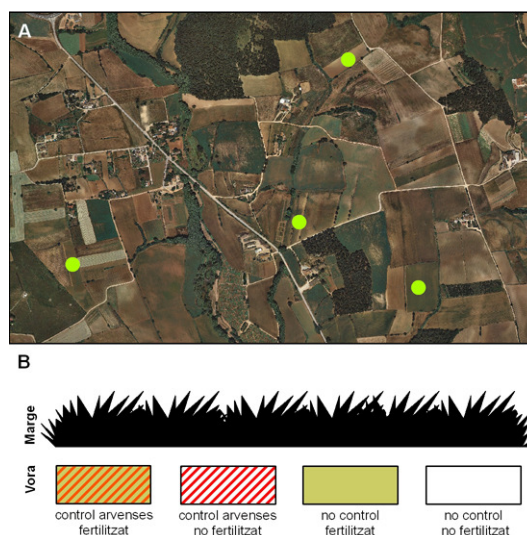 A
B
Marge
Vora
control arvenses
fertilitzat
control arvenses
no fertilitzat
no control
fertilitzat
no control
no fertilitzat